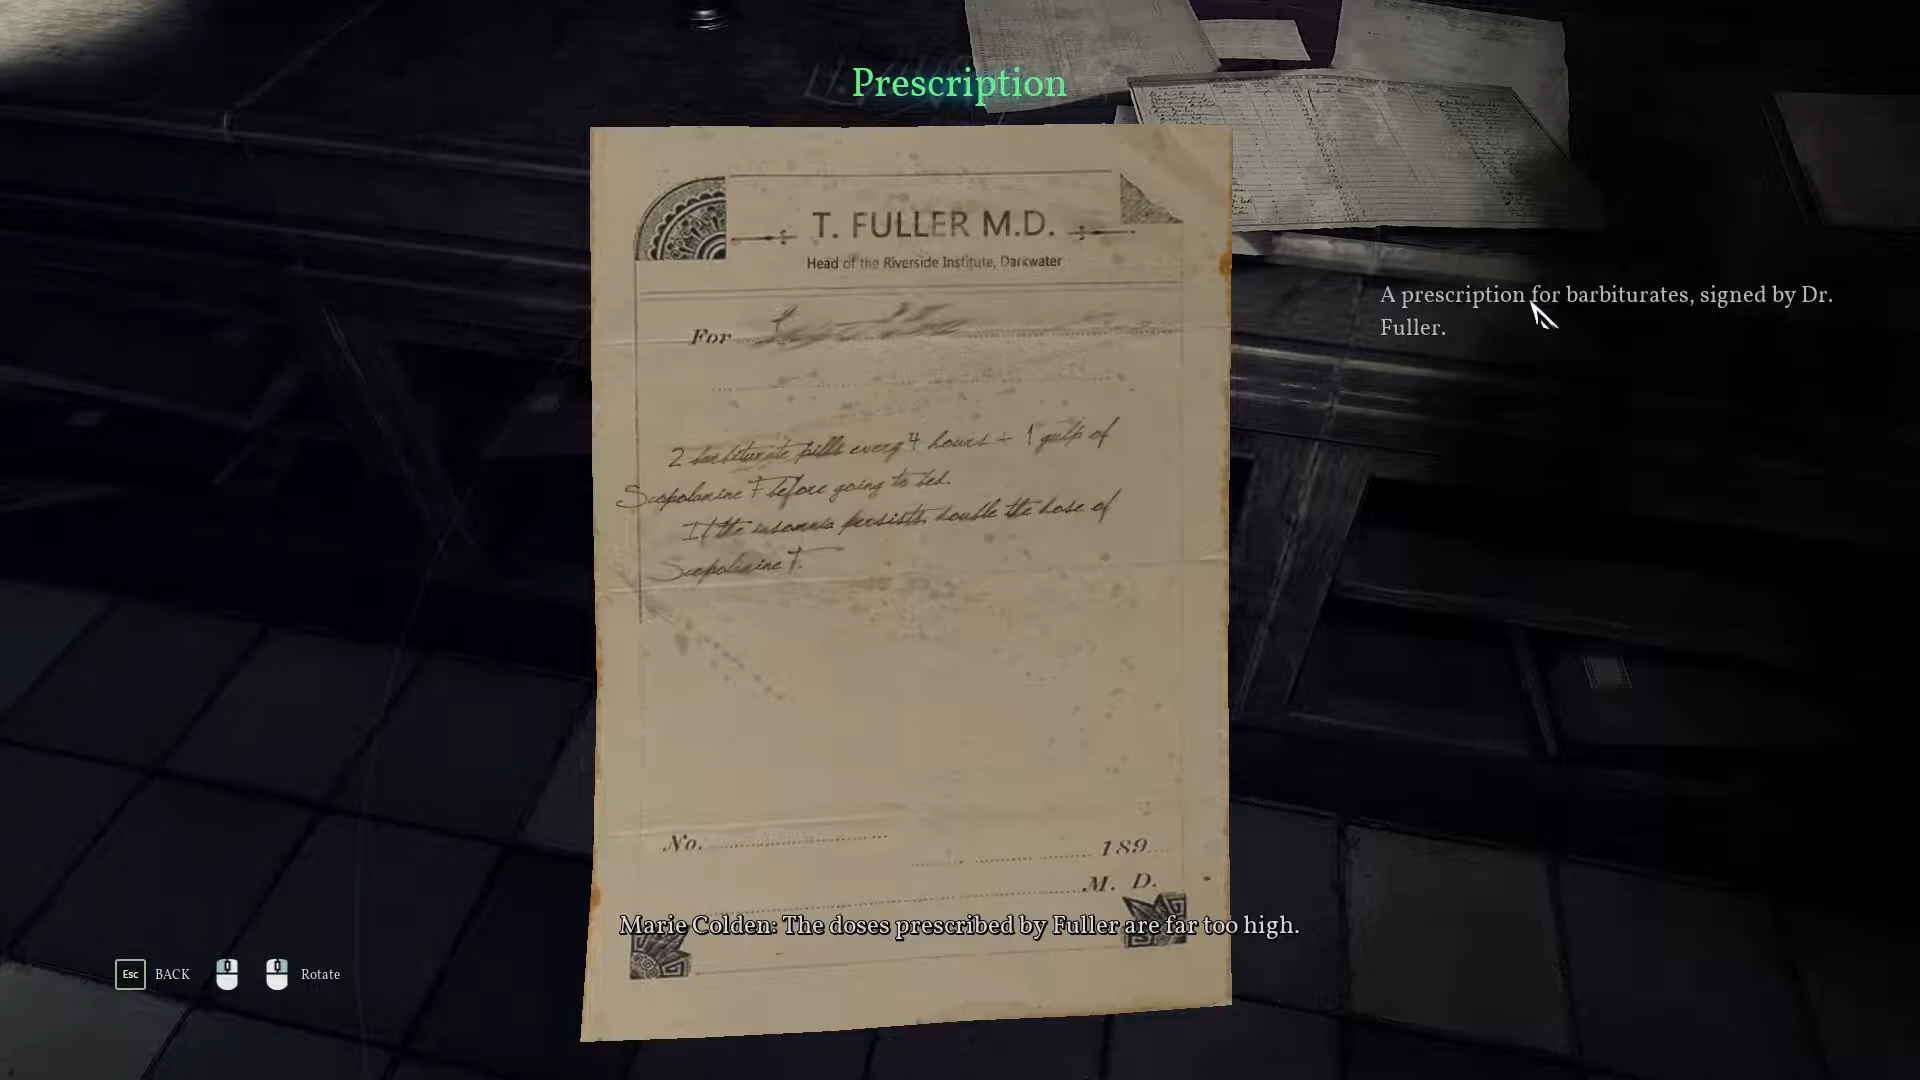 Prescription
T. FULLER M.D.
Head of the Riverside Institute, Darkwater
For
A prescription for barbiturates, signed by Dr.
Fuller.
2 barbiturate pills every 4 hours + 1 gulp of
Scopolamine F before going to bed.
If the insomnia persists, double the dose of
Scopolamine F.
No.
189
M. D.
Marie Colden: The doses prescribed by Fuller are far too high.
Esc BACK Rotate